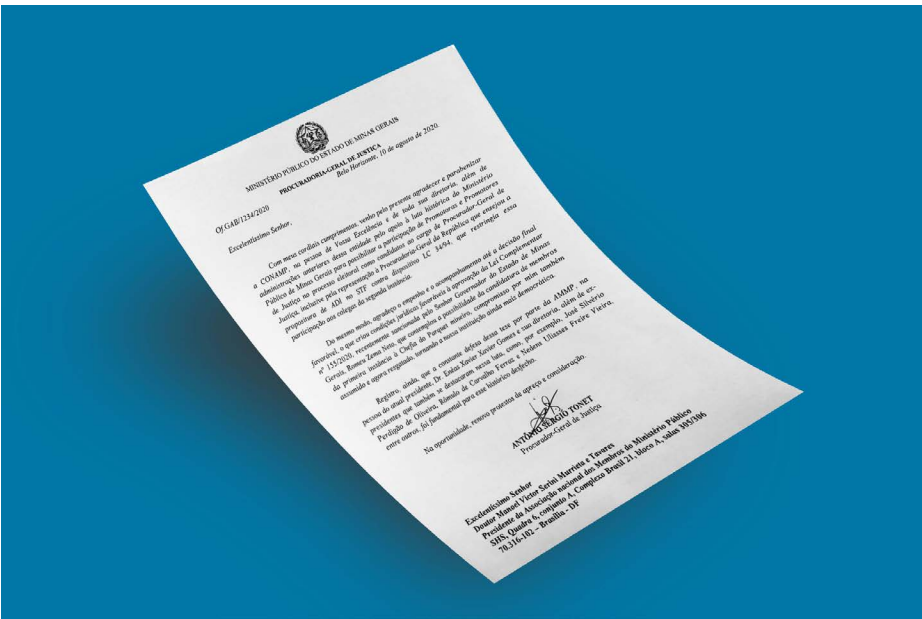 MINISTÉRIO PÚBLICO DO ESTADO DE MINAS GERAIS
PROCURADORIA-GERAL DE JUSTIÇA
Belo Horizonte, 10 de agosto de 2020.
Of.GAB/1234/2020
Excelentíssimo Senhor,
Com meus cordiais cumprimentos, venho pelo presente agradecer e parabenizar
a CONAMP, na pessoa de Vossa Excelência e de toda sua diretoria, além de
administrações anteriores dessa entidade pelo apoio à luta histórica do Ministério
Público de Minas Gerais para possibilitar a participação de Promotoras e Promotores
de Justiça no processo eleitoral como candidatos ao cargo de Procurador-Geral de
Justiça, inclusive pela representação à Procuradoria-Geral da República que ensejou a
propositura de ADI no STF contra dispositivo LC 34/94, que restringia essa
participação aos colegas da segunda instância.
Do mesmo modo, agradeço o empenho e o acompanhamento até a decisão final
favorável, o que criou condições jurídicas favoráveis à aprovação da Lei Complementar
nº 155/2020, recentemente sancionada pelo Senhor Governador do Estado de Minas
Gerais, Romeu Zema Neto, que contemplou a possibilidade da candidatura de membros
da primeira instância à Chefia do Parquet mineiro, compromisso por mim também
assumido e agora resgatado, tornando a nossa instituição ainda mais democrática.
Registro, ainda, que a constante defesa dessa tese por parte da AMMP, na
pessoa do atual presidente, Dr. Enéias Xavier Gomes e sua diretoria, além de ex-
presidentes que também se destacaram nessa luta, como, por exemplo, José Silvério
Perdigão de Oliveira, Rômulo de Carvalho Ferraz e Nedens Ulisses Freire Vieira,
entre outros, foi fundamental para esse histórico desfecho.
Na oportunidade, renovo protestos de apreço e consideração.
ANTÔNIO SÉRGIO TONET
Procurador-Geral de Justiça
Excelentíssimo Senhor
Doutor Manoel Victor Serini Murrieta e Tavares
Presidente da Associação nacional dos Membros do Ministério Público
SHS, Quadra 6, conjunto A, Complexo Brasil 21, bloco A, salas 305/306
70.316-102 – Brasília - DF